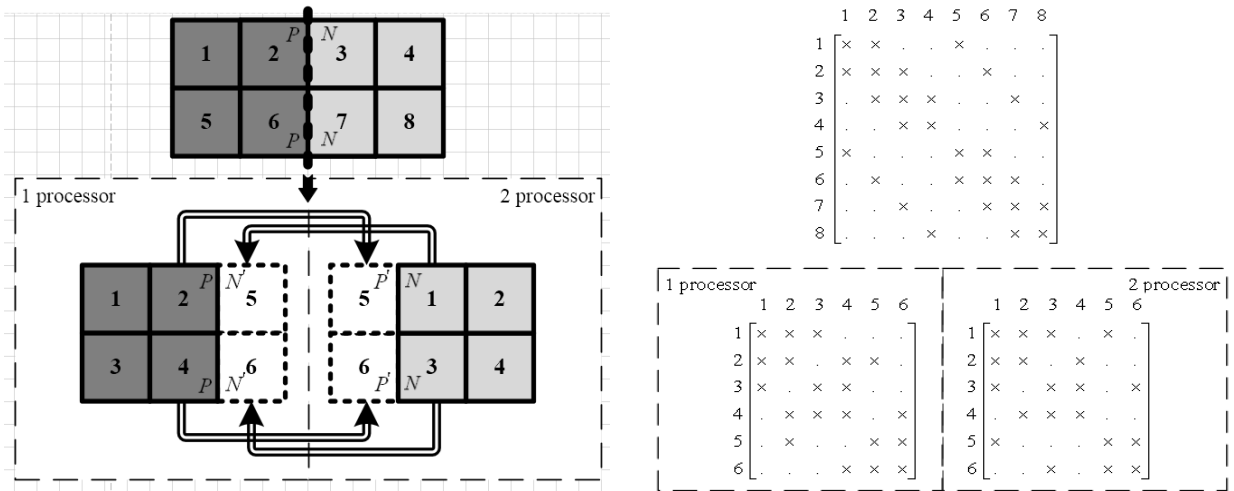 P N
1 2 3 4
5 6 7 8
P N
1 processor 2 processor
P N' P' N
1 2 5 5 1 2
3 4 6 6 3 4
P N' P' N
1 2 3 4 5 6 7 8
1 × × . . × . . .
2 × × × . . × . .
3 . × × × . . × .
4 . . × × . . . ×
5 × . . . × × . .
6 . × . . × × × .
7 . . × . . × × ×
8 . . . × . . × ×
1 processor
1 2 3 4 5 6
1 × × × . . .
2 × × . × × .
3 × . × × . .
4 . × × × . ×
5 . × . . × ×
6 . . . × × ×
2 processor
1 2 3 4 5 6
1 × × × . × .
2 × × . × . .
3 × . × × . ×
4 . × × × . .
5 × . . . × ×
6 . . × . × ×